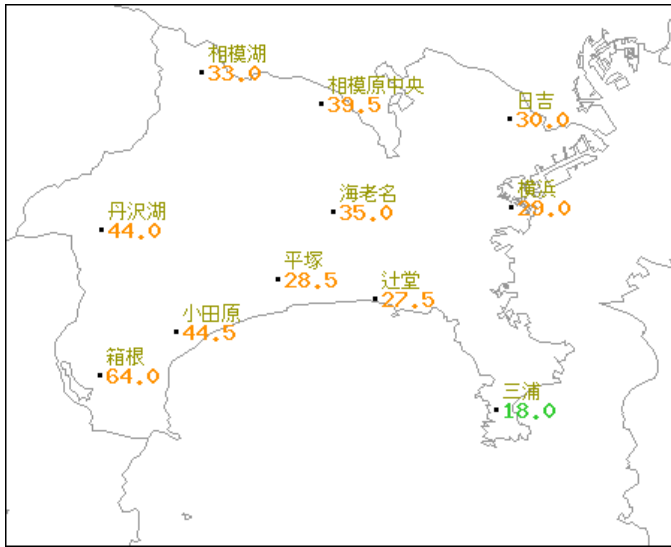 相模湖
33.0
相模原中央
39.5
日吉
30.0
海老名
35.0
横浜
29.0
丹沢湖
44.0
平塚
28.5
辻堂
27.5
小田原
44.5
箱根
64.0
三浦
18.0